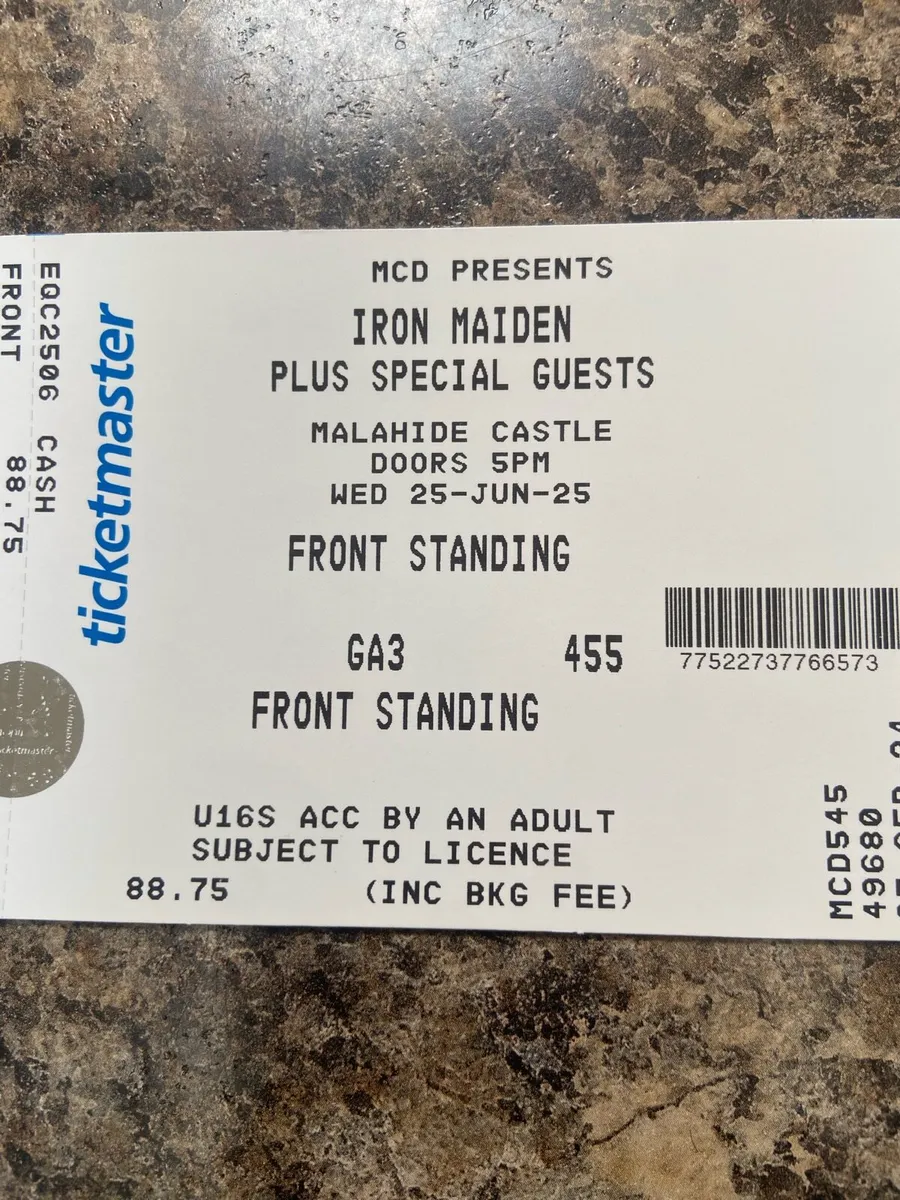 MCD PRESENTS
IRON MAIDEN
PLUS SPECIAL GUESTS
MALAHIDE CASTLE
DOORS 5PM
WED 25-JUN-25
FRONT STANDING
GA3 455
FRONT STANDING
U16S ACC BY AN ADULT
SUBJECT TO LICENCE
88.75 (INC BKG FEE)
77522737766573
ticketmaster
EQC2506 CASH
FRONT 88.75
MCD545
49680
ticketmaster